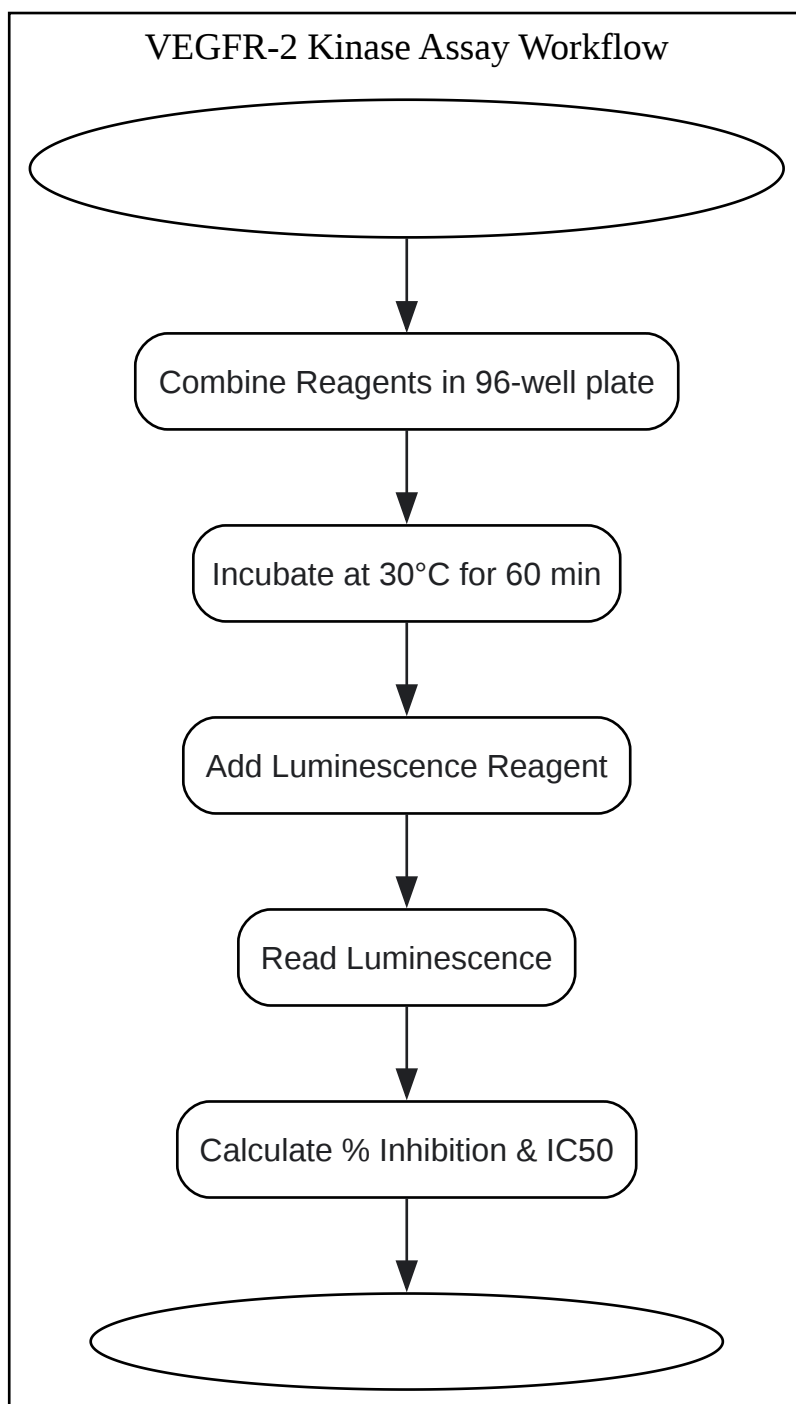 VEGFR-2 Kinase Assay Workflow
Combine Reagents in 96-well plate
Incubate at 30°C for 60 min
Add Luminescence Reagent
Read Luminescence
Calculate % Inhibition & IC50